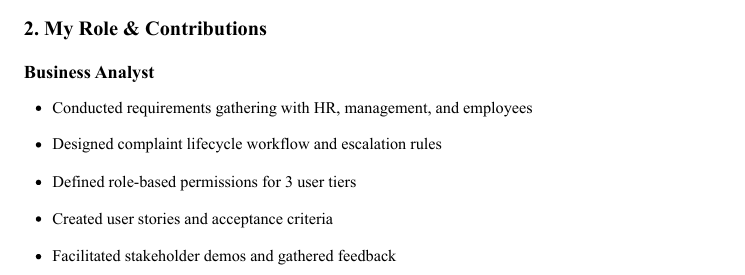 2. My Role & Contributions
Business Analyst
• Conducted requirements gathering with HR, management, and employees
• Designed complaint lifecycle workflow and escalation rules
• Defined role-based permissions for 3 user tiers
• Created user stories and acceptance criteria
• Facilitated stakeholder demos and gathered feedback